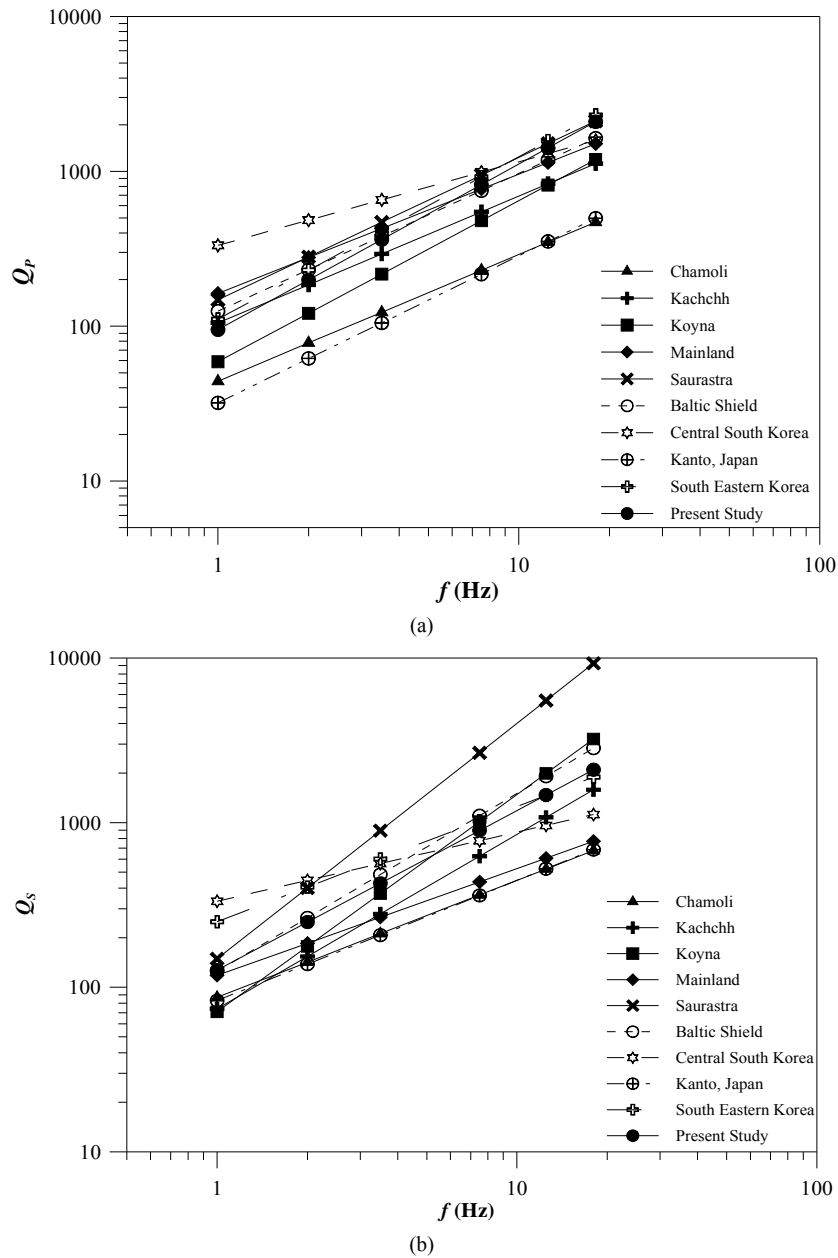 10000
1000
Q_P
100
10
Chamoli
Kachchh
Koyna
Mainland
Saurastra
Baltic Shield
Central South Korea
Kanto, Japan
South Eastern Korea
Present Study
1 10 100
f (Hz)
(a)
10000
1000
Q_S
100
10
Chamoli
Kachchh
Koyna
Mainland
Saurastra
Baltic Shield
Central South Korea
Kanto, Japan
South Eastern Korea
Present Study
1 10 100
f (Hz)
(b)